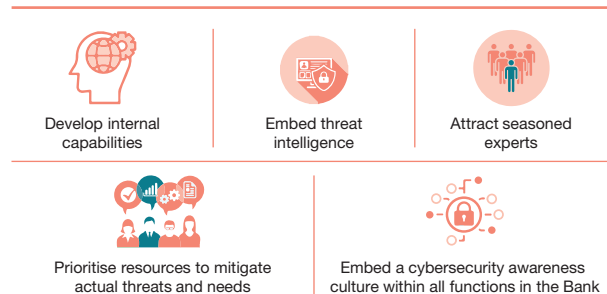 Develop internal
capabilities
Embed threat
intelligence
Attract seasoned
experts
Prioritise resources to mitigate
actual threats and needs
Embed a cybersecurity awareness
culture within all functions in the Bank